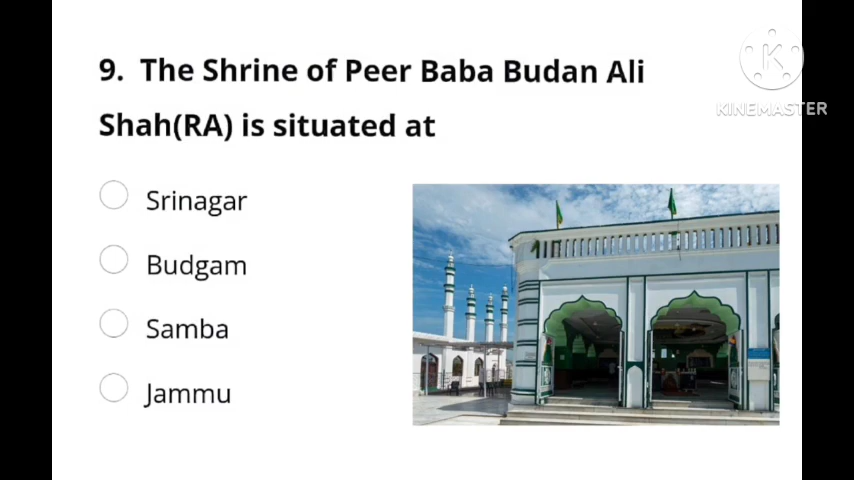 9. The Shrine of Peer Baba Budan Ali
Shah(RA) is situated at
Srinagar
Budgam
Samba
Jammu
K
KINEMASTER